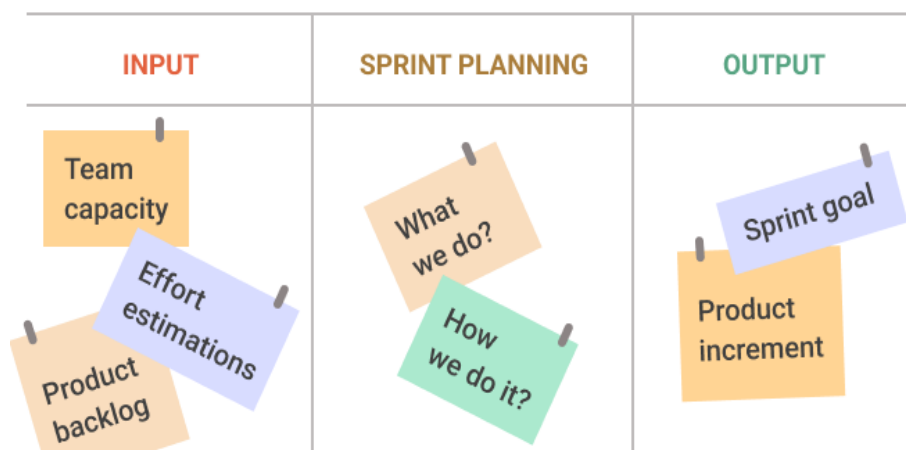 INPUT
SPRINT PLANNING
OUTPUT
Team
capacity
Effort
estimations
Product
backlog
What
we do?
How
we do it?
Sprint goal
Product
increment